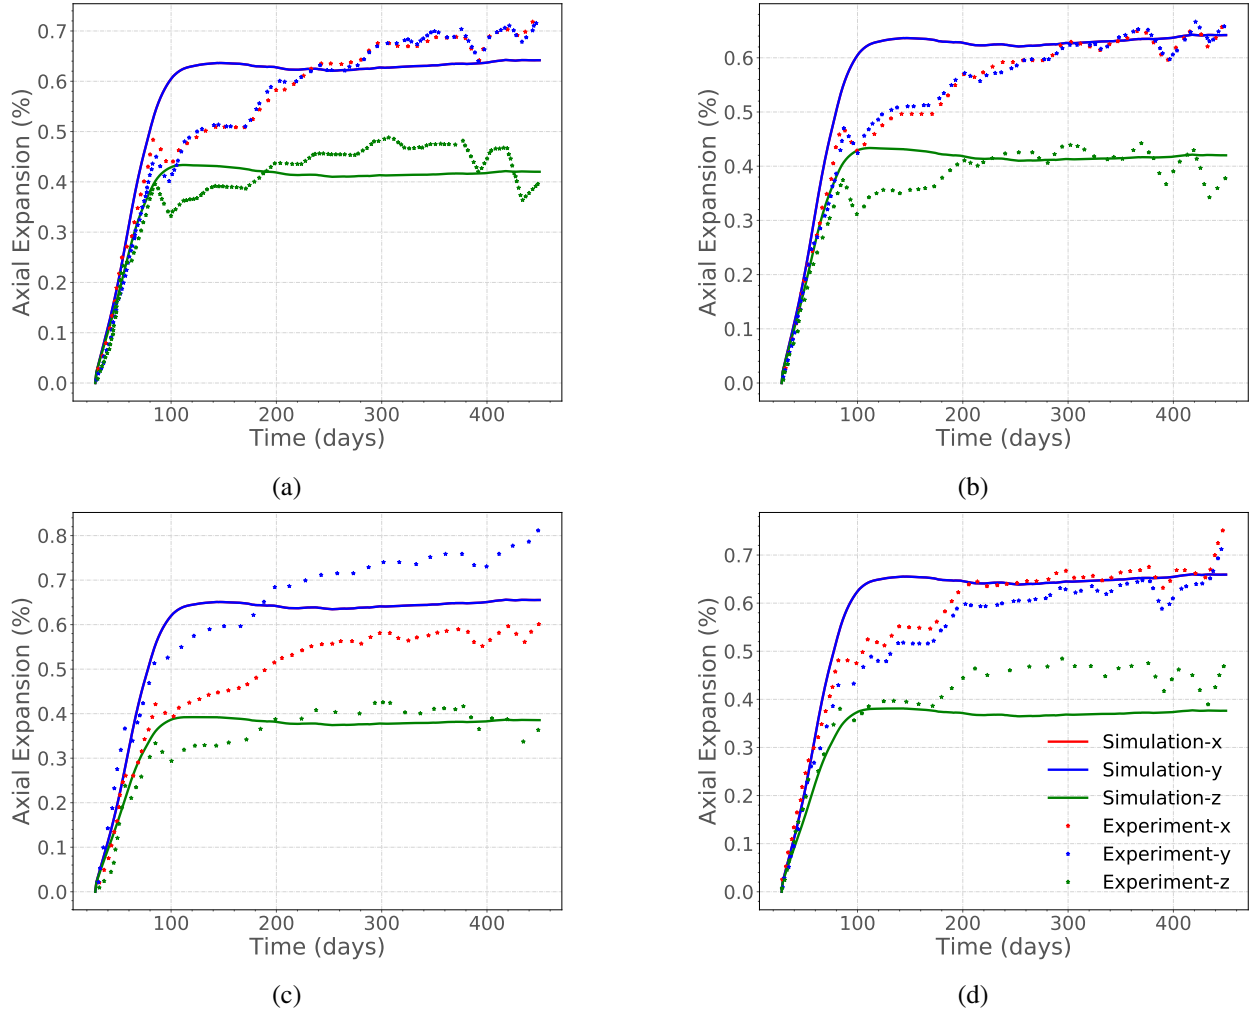 0.7
0.6
0.5
0.4
0.3
0.2
0.1
0.0
Axial Expansion (%)
100 200 300 400
Time (days)
(a)
0.6
0.5
0.4
0.3
0.2
0.1
0.0
Axial Expansion (%)
100 200 300 400
Time (days)
(b)
0.8
0.7
0.6
0.5
0.4
0.3
0.2
0.1
0.0
Axial Expansion (%)
100 200 300 400
Time (days)
(c)
0.7
0.6
0.5
0.4
0.3
0.2
0.1
0.0
Axial Expansion (%)
Simulation-x
Simulation-y
Simulation-z
Experiment-x
Experiment-y
Experiment-z
100 200 300 400
Time (days)
(d)